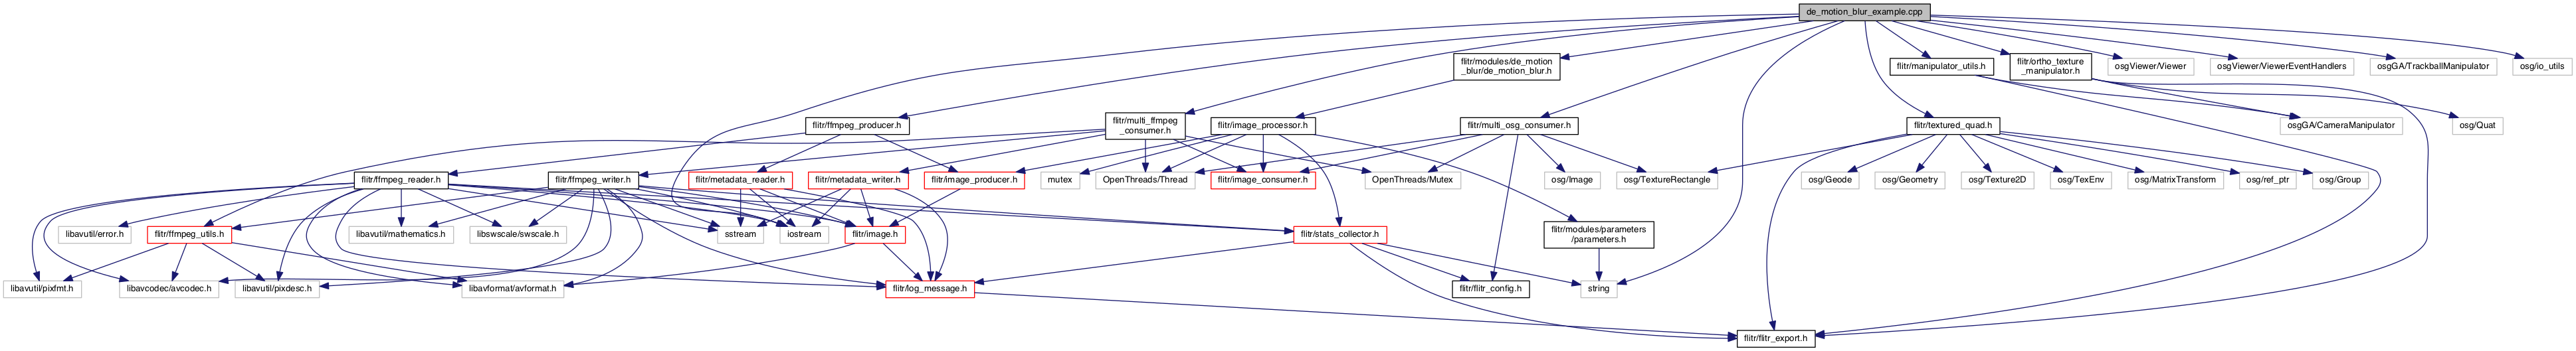 de_motion_blur_example.cpp
flitr/modules/de_motion
_blur/de_motion_blur.h
flitr/manipulator_utils.h
flitr/ortho_texture
_manipulator.h
osgViewer/Viewer
osgViewer/ViewerEventHandlers
osgGA/TrackballManipulator
osg/io_utils
flitr/ffmpeg_producer.h
flitr/multi_ffmpeg
_consumer.h
flitr/image_processor.h
flitr/multi_osg_consumer.h
flitr/textured_quad.h
osgGA/CameraManipulator
osg/Quat
flitr/ffmpeg_reader.h
flitr/ffmpeg_writer.h
flitr/metadata_reader.h
flitr/metadata_writer.h
flitr/image_producer.h
mutex
OpenThreads/Thread
flitr/image_consumer.h
OpenThreads/Mutex
osg/Image
osg/TextureRectangle
osg/Geode
osg/Geometry
osg/Texture2D
osg/TexEnv
osg/MatrixTransform
osg/ref_ptr
osg/Group
libavutil/error.h
flitr/ffmpeg_utils.h
libavutil/mathematics.h
libswscale/swscale.h
sstream
iostream
flitr/image.h
flitr/stats_collector.h
flitr/modules/parameters
/parameters.h
libavutil/pixfmt.h
libavcodec/avcodec.h
libavutil/pixdesc.h
libavformat/avformat.h
flitr/log_message.h
flitr/flitr_config.h
string
flitr/flitr_export.h